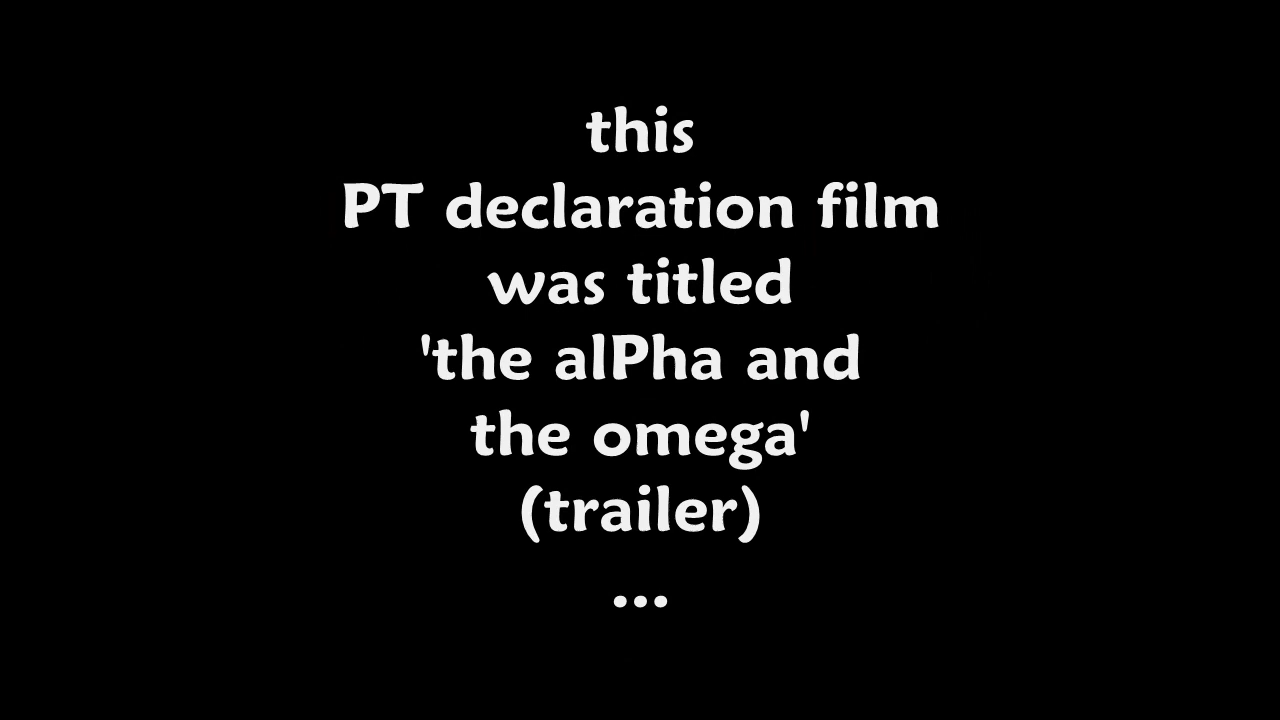 this
PT declaration film
was titled
'the alPha and
the omega'
(trailer)
...